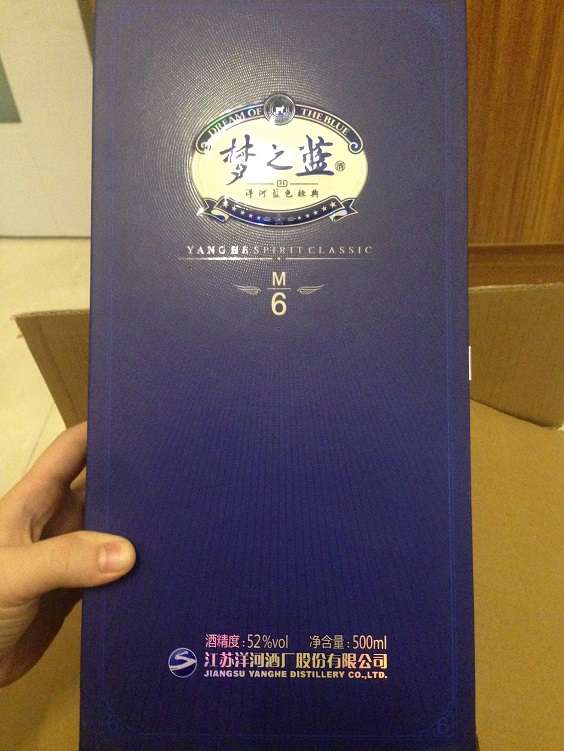 DREAM OF THE BLUE
梦之蓝
洋河蓝色经典
YANGHE SPIRIT CLASSIC
M
6
酒精度:52%vol 净含量:500ml
江苏洋河酒厂股份有限公司
JIANGSU YANGHE DISTILLERY CO.,LTD.